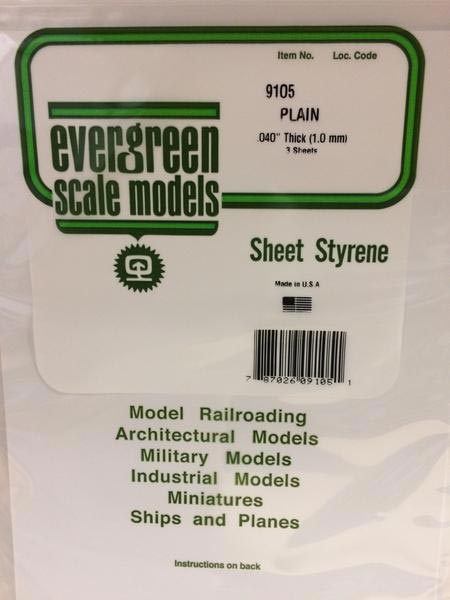 Item No. Loc. Code
9105
PLAIN
.040" Thick (1.0 mm)
3 Sheets
evergreen
scale models
Sheet Styrene
Made in U.S.A
7 87026 09105 1
Model Railroading
Architectural Models
Military Models
Industrial Models
Miniatures
Ships and Planes
Instructions on back